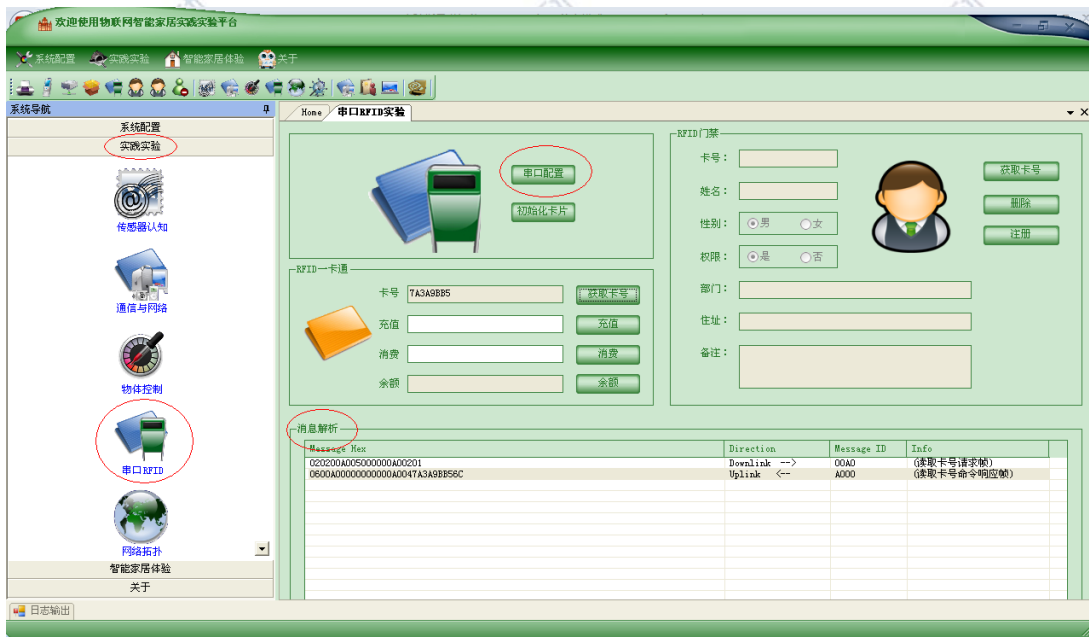 欢迎使用物联网智能家居实践实验平台
系统配置 实践实验 智能家居体验 关于
系统导航
系统配置
实践实验
传感器认知
通信与网络
物体控制
串口RFID
网络拓扑
智能家居体验
关于
Home 串口RFID实验
串口配置
初始化卡片
RFID一卡通
卡号 7A3A9BB5 获取卡号
充值 充值
消费 消费
余额 余额
RFID门禁
卡号：
姓名：
性别： 男 女
权限： 是 否
部门：
住址：
备注：
获取卡号
删除
注册
消息解析
Message Hex Direction Message ID Info
020200A005000000A00201 Downlink --> 00A0 (读取卡号请求帧)
0600A00000000000A0047A3A9BB56C Uplink <-- A000 (读取卡号命令响应帧)
日志输出